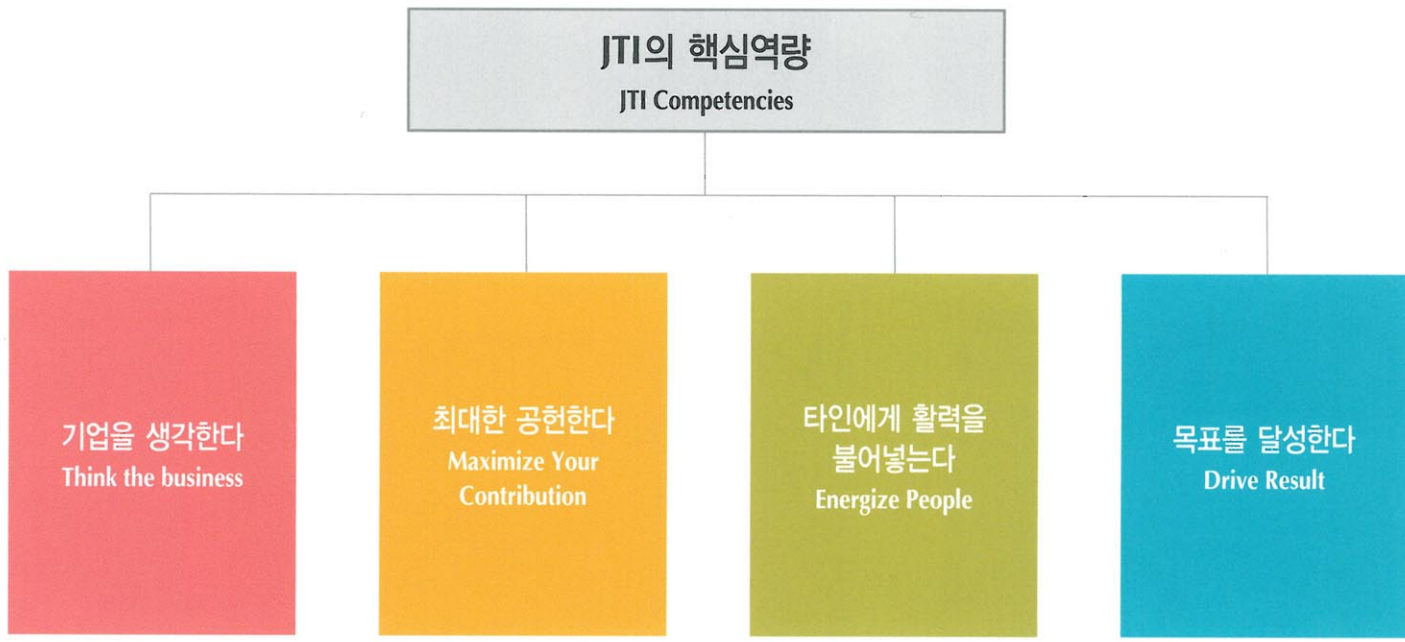 JTI의 핵심역량
JTI Competencies
기업을 생각한다
Think the business
최대한 공헌한다
Maximize Your
Contribution
타인에게 활력을
불어넣는다
Energize People
목표를 달성한다
Drive Result